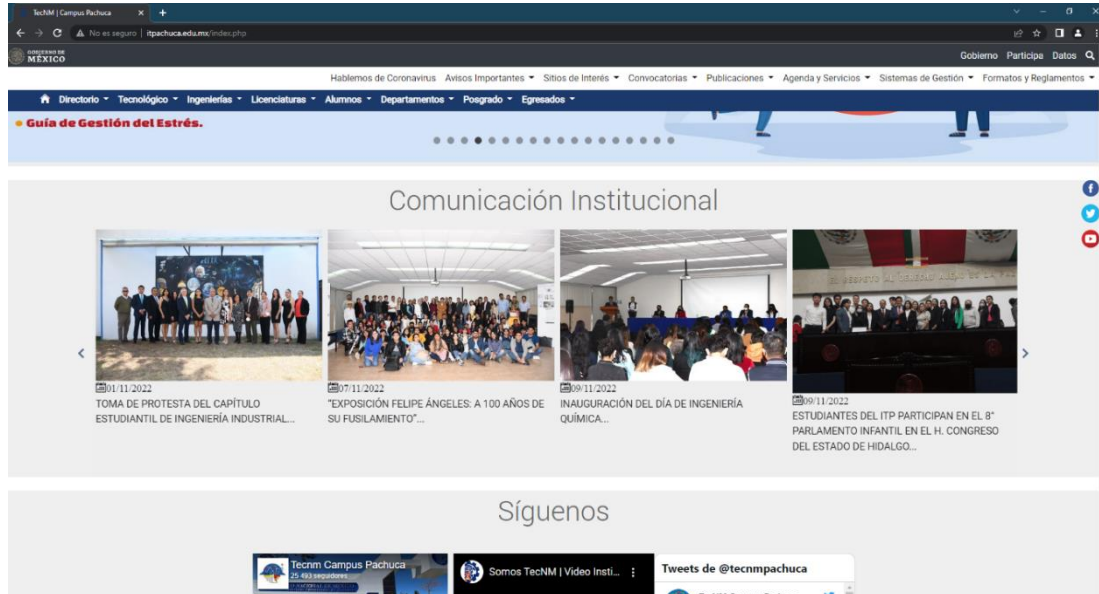 TecNM | Campus Pachuca
No es seguro | itpachuca.edu.mx/index.php
GOBIERNO DE
MÉXICO
Gobierno Participa Datos
Hablemos de Coronavirus Avisos Importantes Sitios de Interés Convocatorias Publicaciones Agenda y Servicios Sistemas de Gestión Formatos y Reglamentos
Directorio Tecnológico Ingenierías Licenciaturas Alumnos Departamentos Posgrado Egresados
Guía de Gestión del Estrés.
Comunicación Institucional
01/11/2022
TOMA DE PROTESTA DEL CAPÍTULO
ESTUDIANTIL DE INGENIERÍA INDUSTRIAL...
07/11/2022
"EXPOSICIÓN FELIPE ÁNGELES: A 100 AÑOS DE
SU FUSILAMIENTO"...
09/11/2022
INAUGURACIÓN DEL DÍA DE INGENIERÍA
QUÍMICA...
09/11/2022
ESTUDIANTES DEL ITP PARTICIPAN EN EL 8°
PARLAMENTO INFANTIL EN EL H. CONGRESO
DEL ESTADO DE HIDALGO...
Síguenos
Tecnm Campus Pachuca
25 493 seguidores
Somos TecNM | Video Insti...
Tweets de @tecnmpachuca